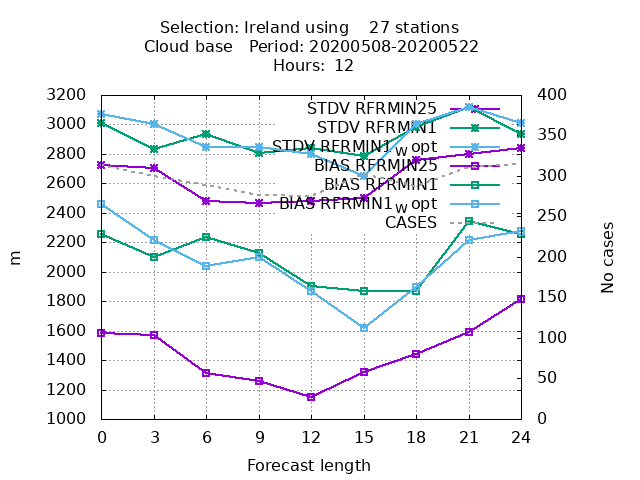 Selection: Ireland using 27 stations
Cloud base Period: 20200508-20200522
Hours: 12
3200
3000
2800
2600
2400
2200
2000
1800
1600
1400
1200
1000
m
STDV RFRMIN25
STDV RFRMIN1
STDV RFRMIN1w opt
BIAS RFRMIN25
BIAS RFRMIN1
BIAS RFRMIN1w opt
CASES
400
350
300
250
200
150
100
50
0
No cases
0 3 6 9 12 15 18 21 24
Forecast length